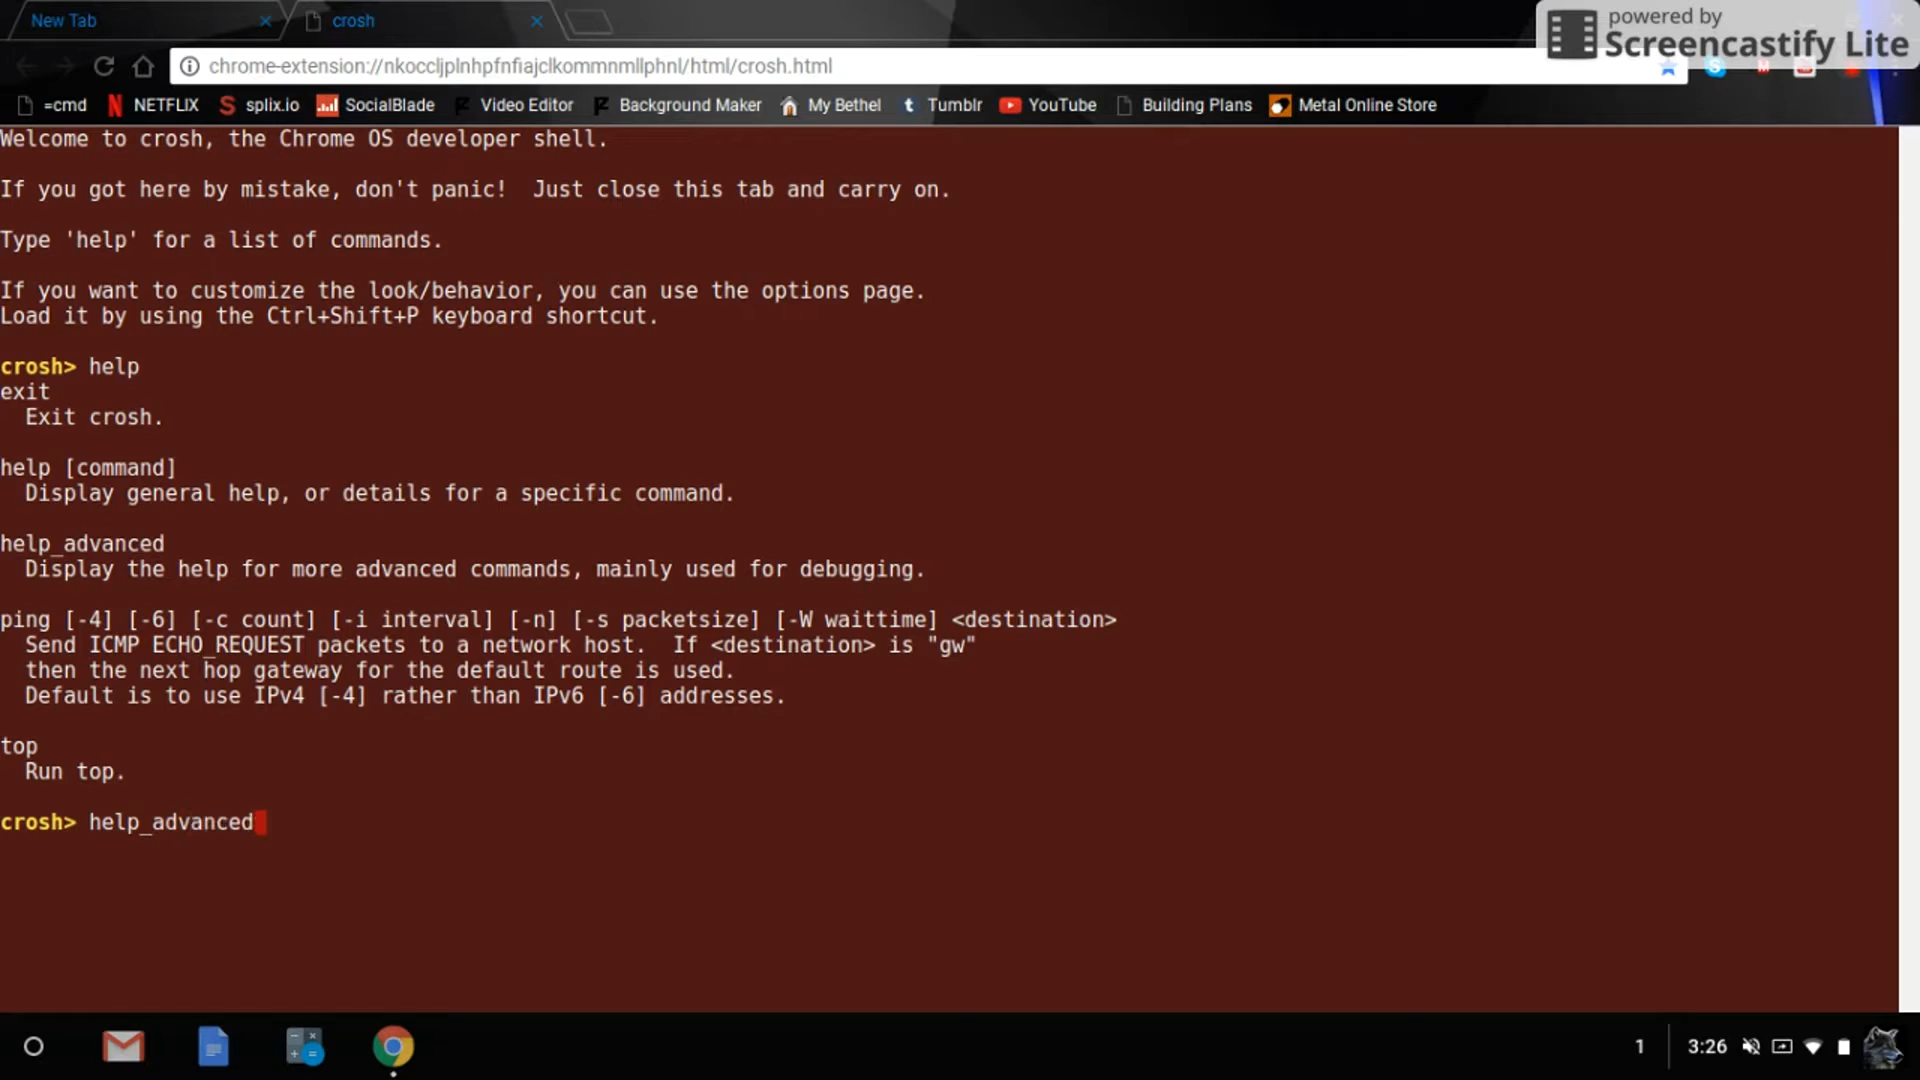 New Tab
crosh
powered by
Screencastify Lite
chrome-extension://nkoccljplnhpfnfiajclkommnmllphnl/html/crosh.html
=cmd NETFLIX splix.io SocialBlade Video Editor Background Maker My Bethel Tumblr YouTube Building Plans Metal Online Store
Welcome to crosh, the Chrome OS developer shell.
If you got here by mistake, don't panic!  Just close this tab and carry on.
Type 'help' for a list of commands.
If you want to customize the look/behavior, you can use the options page.
Load it by using the Ctrl+Shift+P keyboard shortcut.
crosh> help
exit
Exit crosh.
help [command]
Display general help, or details for a specific command.
help_advanced
Display the help for more advanced commands, mainly used for debugging.
ping [-4] [-6] [-c count] [-i interval] [-n] [-s packetsize] [-W waittime] <destination>
Send ICMP ECHO_REQUEST packets to a network host.  If <destination> is "gw"
then the next hop gateway for the default route is used.
Default is to use IPv4 [-4] rather than IPv6 [-6] addresses.
top
Run top.
crosh> help_advanced
1 3:26